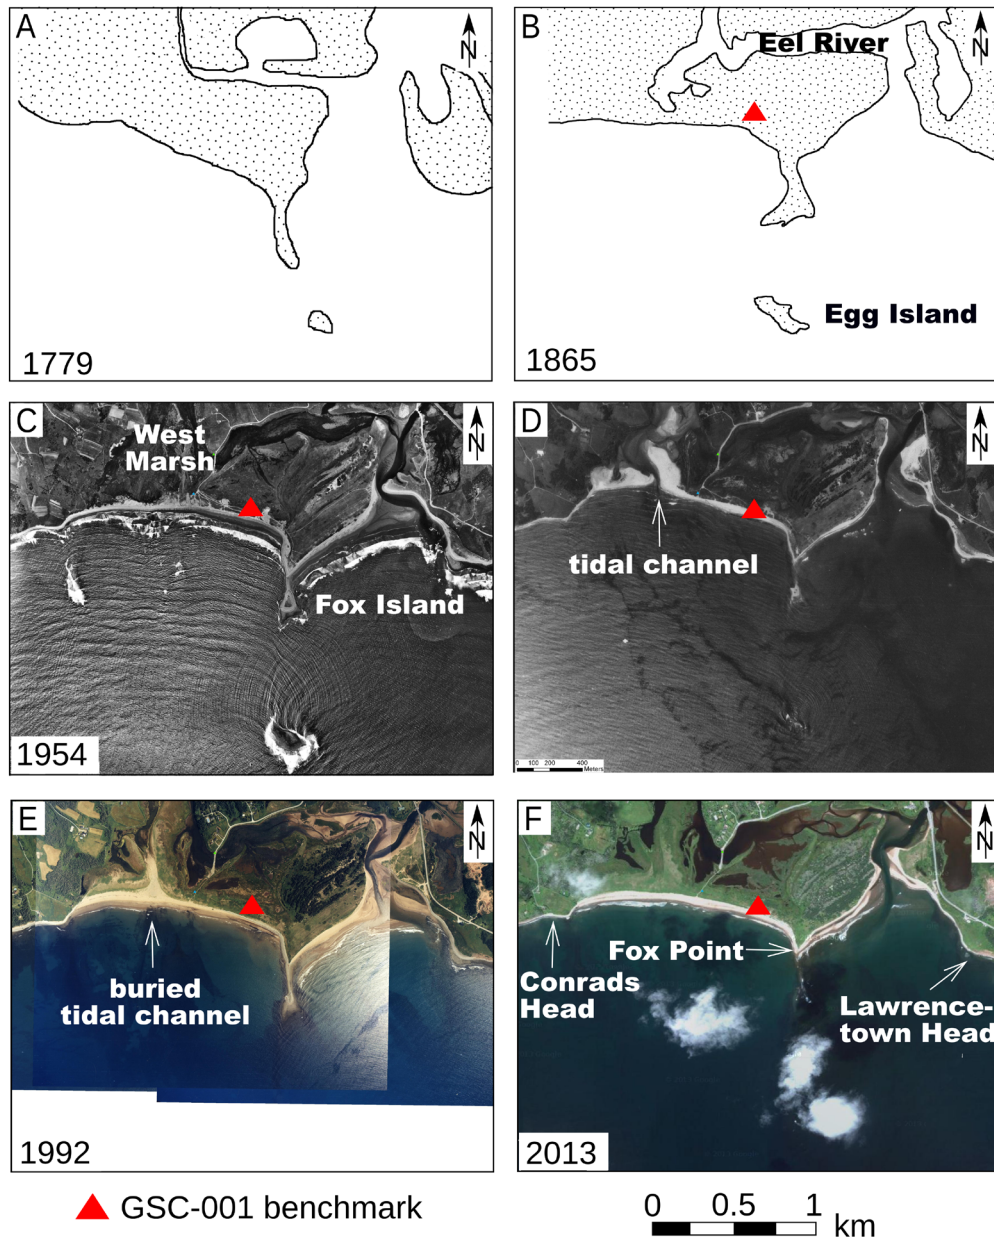 A
N
1779
B
N
Eel River
Egg Island
1865
C
N
West
Marsh
Fox Island
1954
D
N
tidal channel
0 100 200 400
Meters
E
N
buried
tidal channel
1992
F
N
Fox Point
Conrads
Head
Lawrence-
town Head
2013
GSC-001 benchmark
0 0.5 1
km